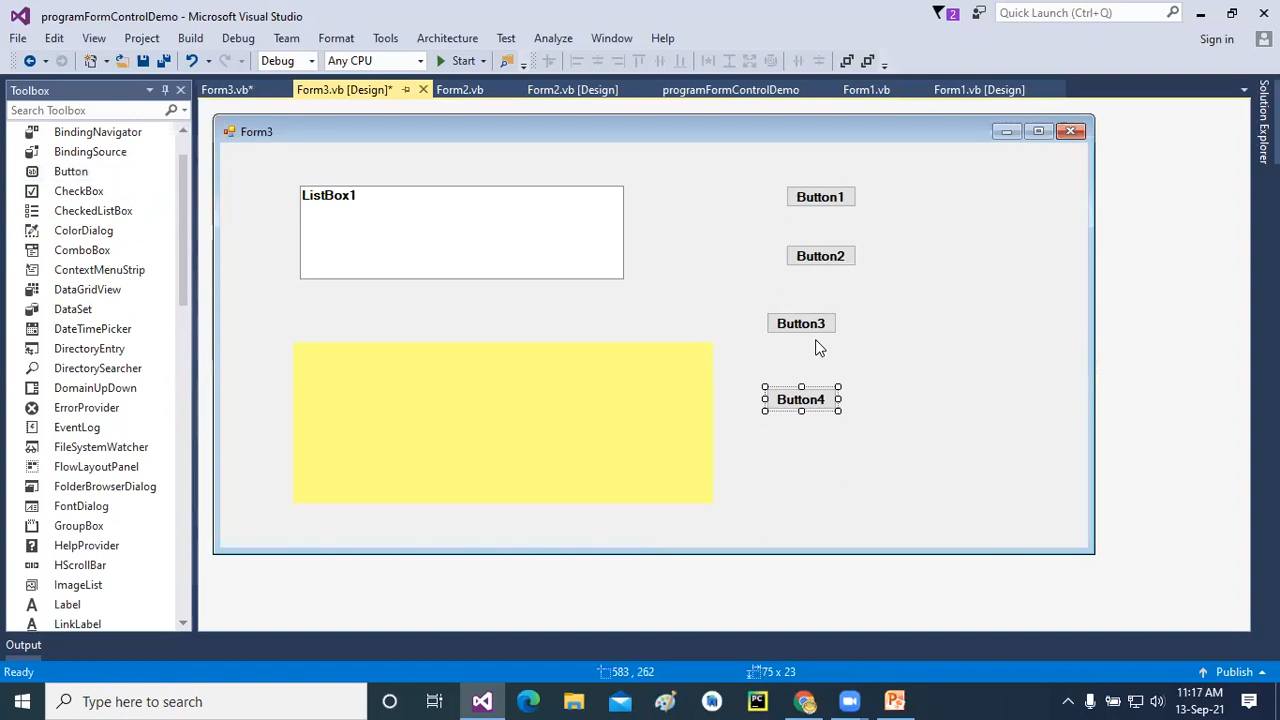 programFormControlDemo - Microsoft Visual Studio
2
Quick Launch (Ctrl+Q)
File Edit View Project Build Debug Team Format Tools Architecture Test Analyze Window Help
Sign in
Debug Any CPU Start
Toolbox
Form3.vb* Form3.vb [Design]* Form2.vb Form2.vb [Design] programFormControlDemo Form1.vb Form1.vb [Design]
Search Toolbox
Solution Explorer
BindingNavigator
BindingSource
Button
CheckBox
CheckedListBox
ColorDialog
ComboBox
ContextMenuStrip
DataGridView
DataSet
DateTimePicker
DirectoryEntry
DirectorySearcher
DomainUpDown
ErrorProvider
EventLog
FileSystemWatcher
FlowLayoutPanel
FolderBrowserDialog
FontDialog
GroupBox
HelpProvider
HScrollBar
ImageList
Label
LinkLabel
Form3
ListBox1
Button1
Button2
Button3
Button4
Output
Ready 583 , 262 75 x 23 Publish
Type here to search
11:17 AM
13-Sep-21